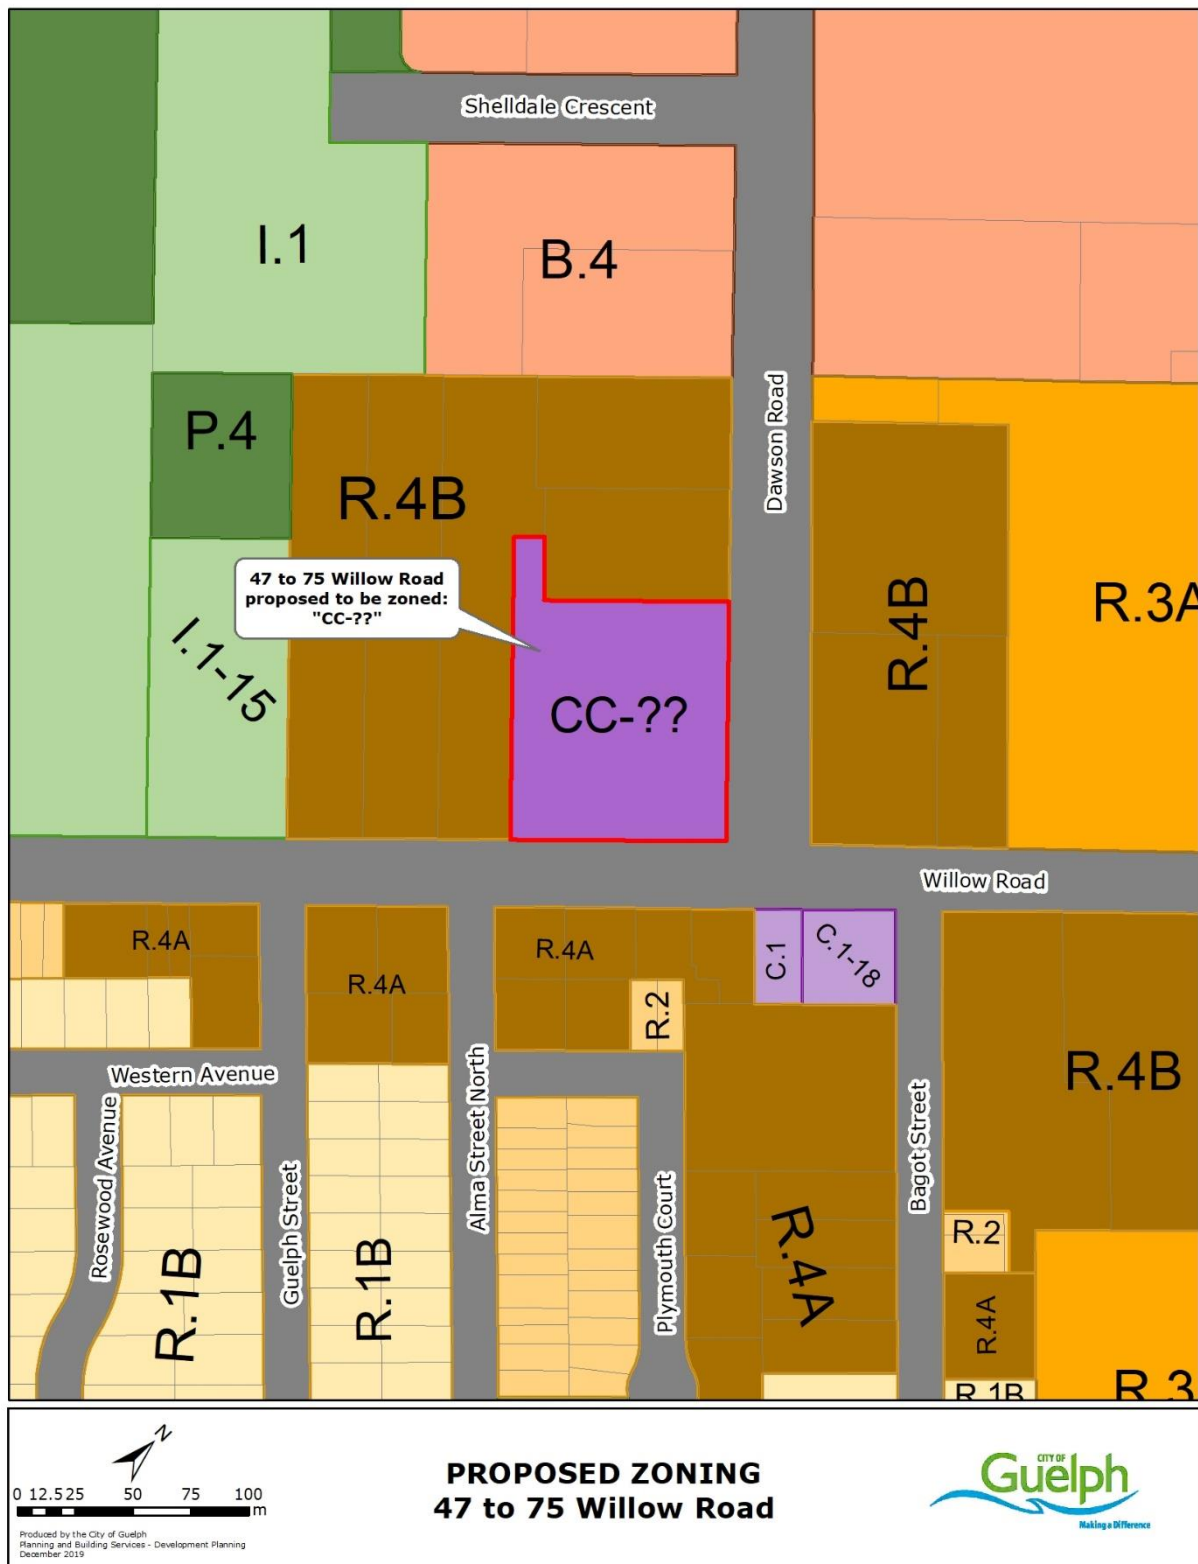 Shelldale Crescent
I.1
B.4
Dawson Road
P.4
R.4B
47 to 75 Willow Road
proposed to be zoned:
"CC-??"
R.4B
R.3A
I.1-15
CC-??
Willow Road
R.4A
R.4A
R.4A
C.1
C.1-18
R.2
Western Avenue
R.4B
Rosewood Avenue
Guelph Street
Alma Street North
Plymouth Court
Bagot Street
R.1B
R.1B
R.4A
R.2
R.4A
R.1B
R.3
N
0 12.5 25 50 75 100
m
Produced by the City of Guelph
Planning and Building Services - Development Planning
December 2019
PROPOSED ZONING
47 to 75 Willow Road
CITY OF
Guelph
Making a Difference